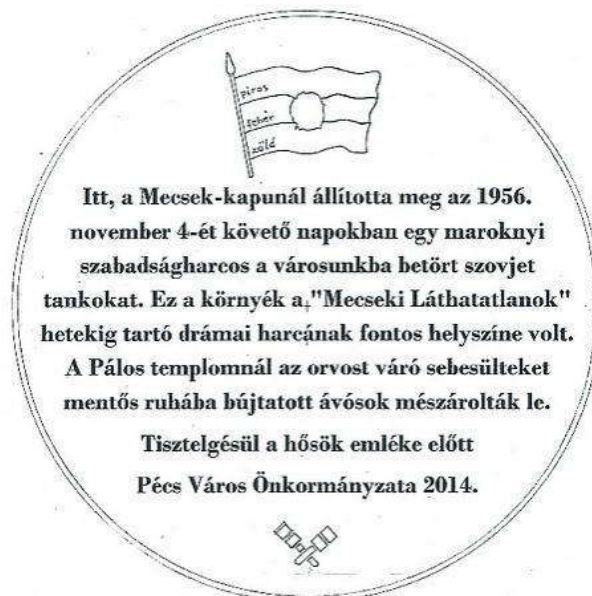 piros
fehér
zöld
Itt, a Mecsek-kapunál állította meg az 1956.
november 4-ét követő napokban egy maroknyi
szabadságharcos a városunkba betört szovjet
tankokat. Ez a környék a "Mecseki Láthatatlanok"
hetekig tartó drámai harcának fontos helyszíne volt.
A Pálos templomnál az orvost váró sebesülteket
mentős ruhába bújtatott ávósok mészárolták le.
Tisztelgésül a hősök emléke előtt
Pécs Város Önkormányzata 2014.